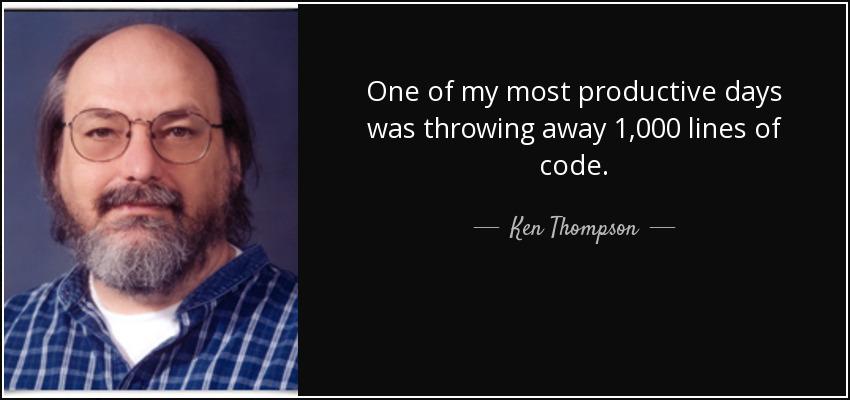 One of my most productive days
was throwing away 1,000 lines of
code.
Ken Thompson